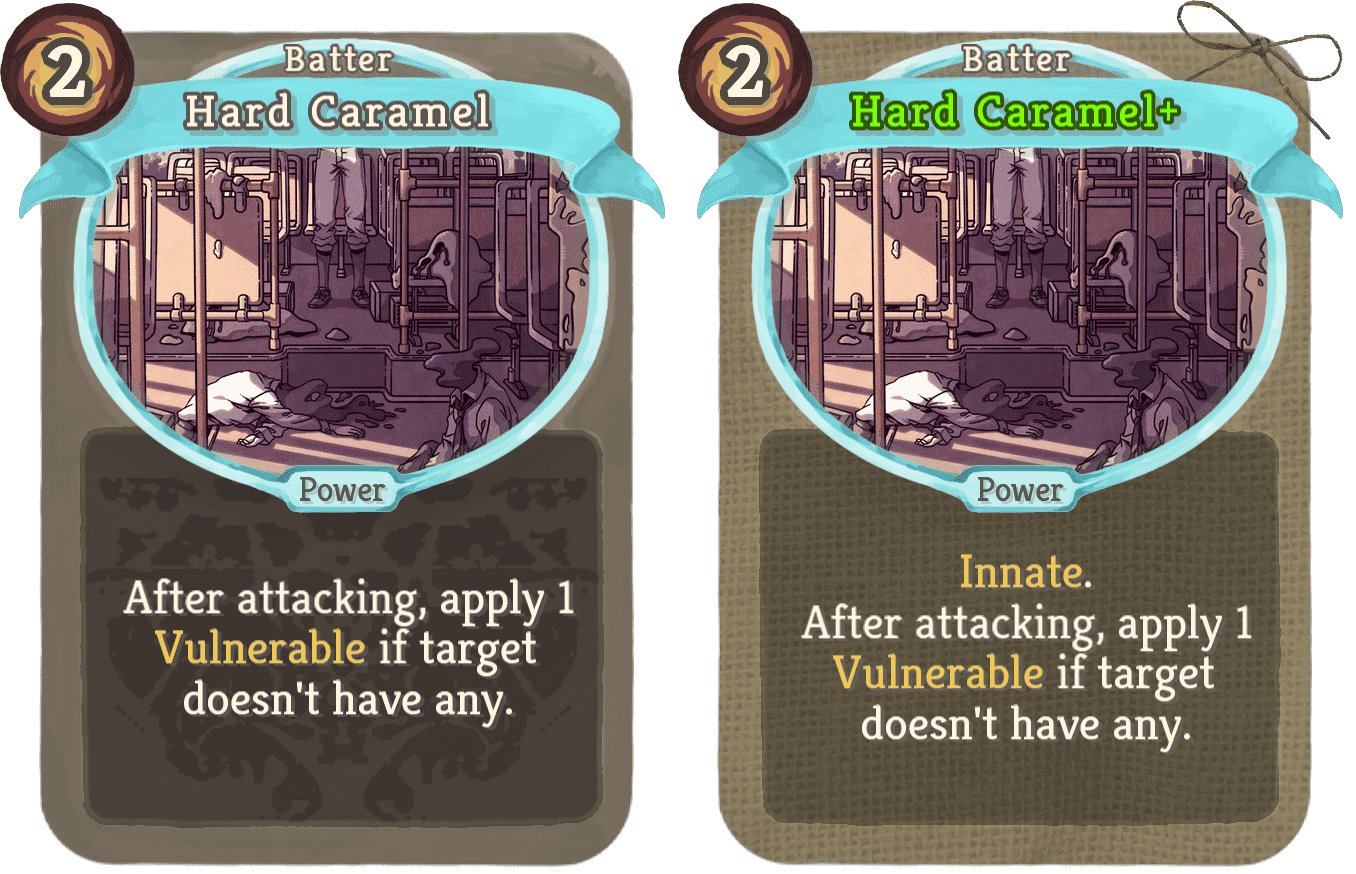 2
Batter
Hard Caramel
Power
After attacking, apply 1
Vulnerable if target
doesn't have any.
2
Batter
Hard Caramel+
Power
Innate.
After attacking, apply 1
Vulnerable if target
doesn't have any.